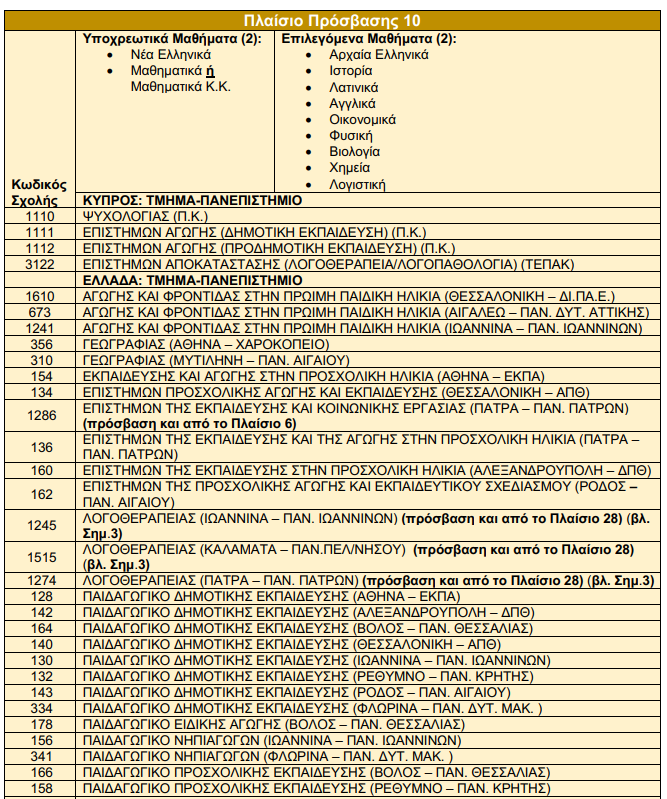 Πλαίσιο Πρόσβασης 10
Υποχρεωτικά Μαθήματα (2):
• Νέα Ελληνικά
• Μαθηματικά ή
Μαθηματικά Κ.Κ.
Επιλεγόμενα Μαθήματα (2):
• Αρχαία Ελληνικά
• Ιστορία
• Λατινικά
• Αγγλικά
• Οικονομικά
• Φυσική
• Βιολογία
• Χημεία
• Λογιστική
Κωδικός
Σχολής
ΚΥΠΡΟΣ: ΤΜΗΜΑ-ΠΑΝΕΠΙΣΤΗΜΙΟ
1110 ΨΥΧΟΛΟΓΙΑΣ (Π.Κ.)
1111 ΕΠΙΣΤΗΜΩΝ ΑΓΩΓΗΣ (ΔΗΜΟΤΙΚΗ ΕΚΠΑΙΔΕΥΣΗ) (Π.Κ.)
1112 ΕΠΙΣΤΗΜΩΝ ΑΓΩΓΗΣ (ΠΡΟΔΗΜΟΤΙΚΗ ΕΚΠΑΙΔΕΥΣΗ) (Π.Κ.)
3122 ΕΠΙΣΤΗΜΩΝ ΑΠΟΚΑΤΑΣΤΑΣΗΣ (ΛΟΓΟΘΕΡΑΠΕΙΑ/ΛΟΓΟΠΑΘΟΛΟΓΙΑ) (ΤΕΠΑΚ)
ΕΛΛΑΔΑ: ΤΜΗΜΑ-ΠΑΝΕΠΙΣΤΗΜΙΟ
1610 ΑΓΩΓΗΣ ΚΑΙ ΦΡΟΝΤΙΔΑΣ ΣΤΗΝ ΠΡΩΙΜΗ ΠΑΙΔΙΚΗ ΗΛΙΚΙΑ (ΘΕΣΣΑΛΟΝΙΚΗ – ΔΙ.ΠΑ.Ε.)
673 ΑΓΩΓΗΣ ΚΑΙ ΦΡΟΝΤΙΔΑΣ ΣΤΗΝ ΠΡΩΙΜΗ ΠΑΙΔΙΚΗ ΗΛΙΚΙΑ (ΑΙΓΑΛΕΩ – ΠΑΝ. ΔΥΤ. ΑΤΤΙΚΗΣ)
1241 ΑΓΩΓΗΣ ΚΑΙ ΦΡΟΝΤΙΔΑΣ ΣΤΗΝ ΠΡΩΙΜΗ ΠΑΙΔΙΚΗ ΗΛΙΚΙΑ (ΙΩΑΝΝΙΝΑ – ΠΑΝ. ΙΩΑΝΝΙΝΩΝ)
356 ΓΕΩΓΡΑΦΙΑΣ (ΑΘΗΝΑ – ΧΑΡΟΚΟΠΕΙΟ)
310 ΓΕΩΓΡΑΦΙΑΣ (ΜΥΤΙΛΗΝΗ – ΠΑΝ. ΑΙΓΑΙΟΥ)
154 ΕΚΠΑΙΔΕΥΣΗΣ ΚΑΙ ΑΓΩΓΗΣ ΣΤΗΝ ΠΡΟΣΧΟΛΙΚΗ ΗΛΙΚΙΑ (ΑΘΗΝΑ – ΕΚΠΑ)
134 ΕΠΙΣΤΗΜΩΝ ΠΡΟΣΧΟΛΙΚΗΣ ΑΓΩΓΗΣ ΚΑΙ ΕΚΠΑΙΔΕΥΣΗΣ (ΘΕΣΣΑΛΟΝΙΚΗ – ΑΠΘ)
1286 ΕΠΙΣΤΗΜΩΝ ΤΗΣ ΕΚΠΑΙΔΕΥΣΗΣ ΚΑΙ ΚΟΙΝΩΝΙΚΗΣ ΕΡΓΑΣΙΑΣ (ΠΑΤΡΑ – ΠΑΝ. ΠΑΤΡΩΝ)
(πρόσβαση και από το Πλαίσιο 6)
136 ΕΠΙΣΤΗΜΩΝ ΤΗΣ ΕΚΠΑΙΔΕΥΣΗΣ ΚΑΙ ΤΗΣ ΑΓΩΓΗΣ ΣΤΗΝ ΠΡΟΣΧΟΛΙΚΗ ΗΛΙΚΙΑ (ΠΑΤΡΑ –
ΠΑΝ. ΠΑΤΡΩΝ)
160 ΕΠΙΣΤΗΜΩΝ ΤΗΣ ΕΚΠΑΙΔΕΥΣΗΣ ΣΤΗΝ ΠΡΟΣΧΟΛΙΚΗ ΗΛΙΚΙΑ (ΑΛΕΞΑΝΔΡΟΥΠΟΛΗ – ΔΠΘ)
162 ΕΠΙΣΤΗΜΩΝ ΤΗΣ ΠΡΟΣΧΟΛΙΚΗΣ ΑΓΩΓΗΣ ΚΑΙ ΕΚΠΑΙΔΕΥΤΙΚΟΥ ΣΧΕΔΙΑΣΜΟΥ (ΡΟΔΟΣ –
ΠΑΝ. ΑΙΓΑΙΟΥ)
1245 ΛΟΓΟΘΕΡΑΠΕΙΑΣ (ΙΩΑΝΝΙΝΑ – ΠΑΝ. ΙΩΑΝΝΙΝΩΝ) (πρόσβαση και από το Πλαίσιο 28) (βλ.
Σημ.3)
1515 ΛΟΓΟΘΕΡΑΠΕΙΑΣ (ΚΑΛΑΜΑΤΑ – ΠΑΝ.ΠΕΛ/ΝΗΣΟΥ) (πρόσβαση και από το Πλαίσιο 28)
(βλ. Σημ.3)
1274 ΛΟΓΟΘΕΡΑΠΕΙΑΣ (ΠΑΤΡΑ – ΠΑΝ. ΠΑΤΡΩΝ) (πρόσβαση και από το Πλαίσιο 28) (βλ. Σημ.3)
128 ΠΑΙΔΑΓΩΓΙΚΟ ΔΗΜΟΤΙΚΗΣ ΕΚΠΑΙΔΕΥΣΗΣ (ΑΘΗΝΑ – ΕΚΠΑ)
142 ΠΑΙΔΑΓΩΓΙΚΟ ΔΗΜΟΤΙΚΗΣ ΕΚΠΑΙΔΕΥΣΗΣ (ΑΛΕΞΑΝΔΡΟΥΠΟΛΗ – ΔΠΘ)
164 ΠΑΙΔΑΓΩΓΙΚΟ ΔΗΜΟΤΙΚΗΣ ΕΚΠΑΙΔΕΥΣΗΣ (ΒΟΛΟΣ – ΠΑΝ. ΘΕΣΣΑΛΙΑΣ)
140 ΠΑΙΔΑΓΩΓΙΚΟ ΔΗΜΟΤΙΚΗΣ ΕΚΠΑΙΔΕΥΣΗΣ (ΘΕΣΣΑΛΟΝΙΚΗ – ΑΠΘ)
130 ΠΑΙΔΑΓΩΓΙΚΟ ΔΗΜΟΤΙΚΗΣ ΕΚΠΑΙΔΕΥΣΗΣ (ΙΩΑΝΝΙΝΑ – ΠΑΝ. ΙΩΑΝΝΙΝΩΝ)
132 ΠΑΙΔΑΓΩΓΙΚΟ ΔΗΜΟΤΙΚΗΣ ΕΚΠΑΙΔΕΥΣΗΣ (ΡΕΘΥΜΝΟ – ΠΑΝ. ΚΡΗΤΗΣ)
143 ΠΑΙΔΑΓΩΓΙΚΟ ΔΗΜΟΤΙΚΗΣ ΕΚΠΑΙΔΕΥΣΗΣ (ΡΟΔΟΣ – ΠΑΝ. ΑΙΓΑΙΟΥ)
334 ΠΑΙΔΑΓΩΓΙΚΟ ΔΗΜΟΤΙΚΗΣ ΕΚΠΑΙΔΕΥΣΗΣ (ΦΛΩΡΙΝΑ – ΠΑΝ. ΔΥΤ. ΜΑΚ. )
178 ΠΑΙΔΑΓΩΓΙΚΟ ΕΙΔΙΚΗΣ ΑΓΩΓΗΣ (ΒΟΛΟΣ – ΠΑΝ. ΘΕΣΣΑΛΙΑΣ)
156 ΠΑΙΔΑΓΩΓΙΚΟ ΝΗΠΙΑΓΩΓΩΝ (ΙΩΑΝΝΙΝΑ – ΠΑΝ. ΙΩΑΝΝΙΝΩΝ)
341 ΠΑΙΔΑΓΩΓΙΚΟ ΝΗΠΙΑΓΩΓΩΝ (ΦΛΩΡΙΝΑ – ΠΑΝ. ΔΥΤ. ΜΑΚ. )
166 ΠΑΙΔΑΓΩΓΙΚΟ ΠΡΟΣΧΟΛΙΚΗΣ ΕΚΠΑΙΔΕΥΣΗΣ (ΒΟΛΟΣ – ΠΑΝ. ΘΕΣΣΑΛΙΑΣ)
158 ΠΑΙΔΑΓΩΓΙΚΟ ΠΡΟΣΧΟΛΙΚΗΣ ΕΚΠΑΙΔΕΥΣΗΣ (ΡΕΘΥΜΝΟ – ΠΑΝ. ΚΡΗΤΗΣ)